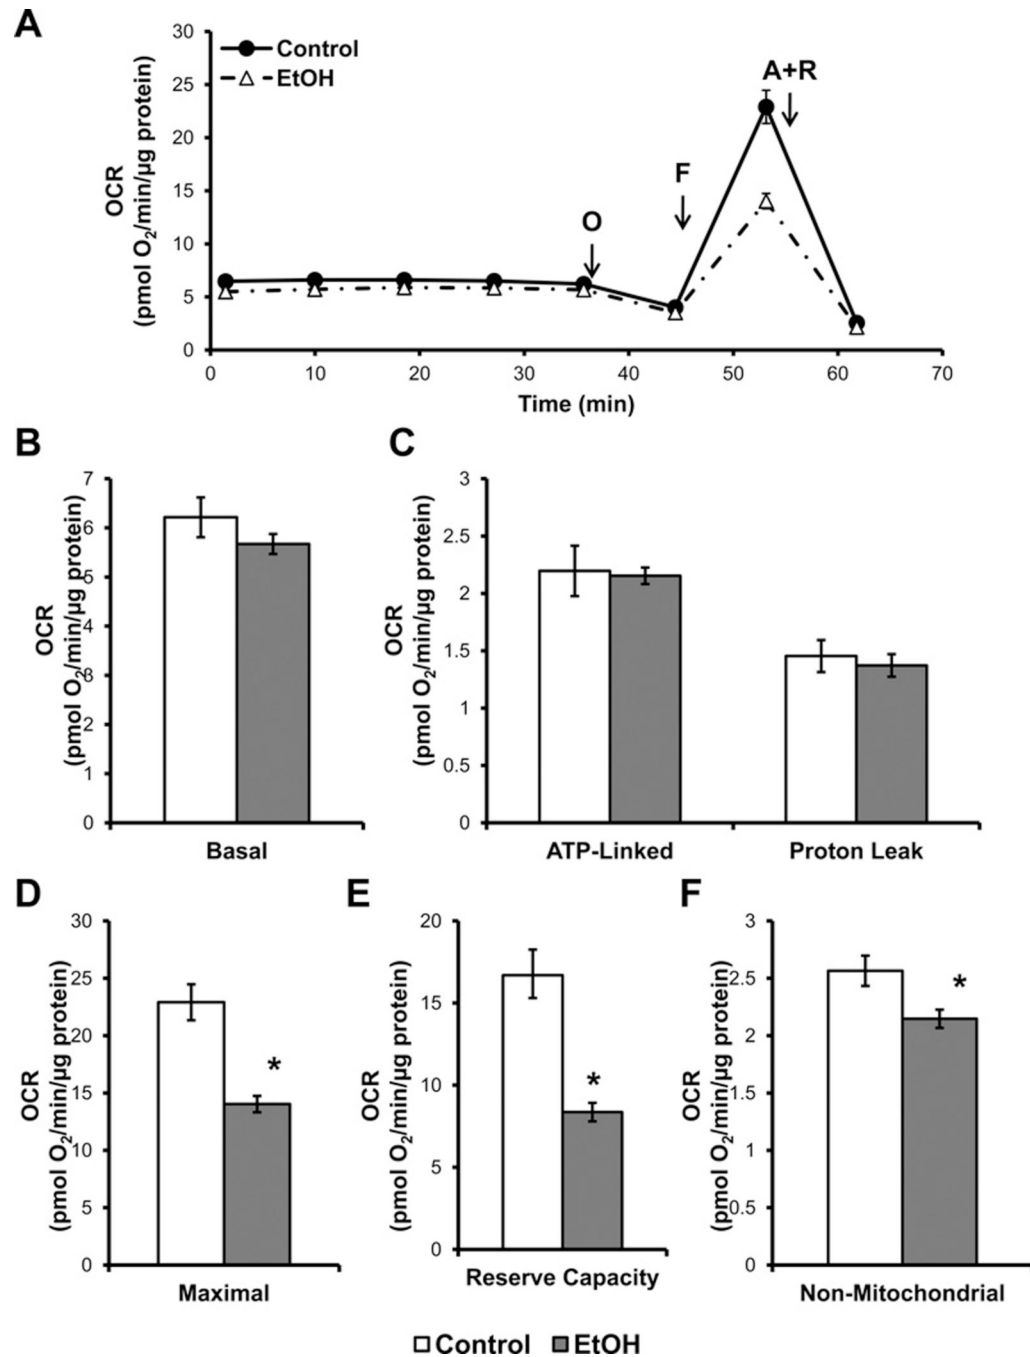 A
OCR
(pmol O₂/min/µg protein)
30
25
20
15
10
5
0
Control
EtOH
O
F
A+R
0 10 20 30 40 50 60 70
Time (min)
B
OCR
(pmol O₂/min/µg protein)
7
6
5
4
3
2
1
0
Basal
C
OCR
(pmol O₂/min/µg protein)
3
2.5
2
1.5
1
0.5
0
ATP-Linked Proton Leak
D
OCR
(pmol O₂/min/µg protein)
30
25
20
15
10
5
0
*
Maximal
E
OCR
(pmol O₂/min/µg protein)
20
15
10
5
0
*
Reserve Capacity
F
OCR
(pmol O₂/min/µg protein)
3
2.5
2
1.5
1
0.5
0
*
Non-Mitochondrial
Control EtOH